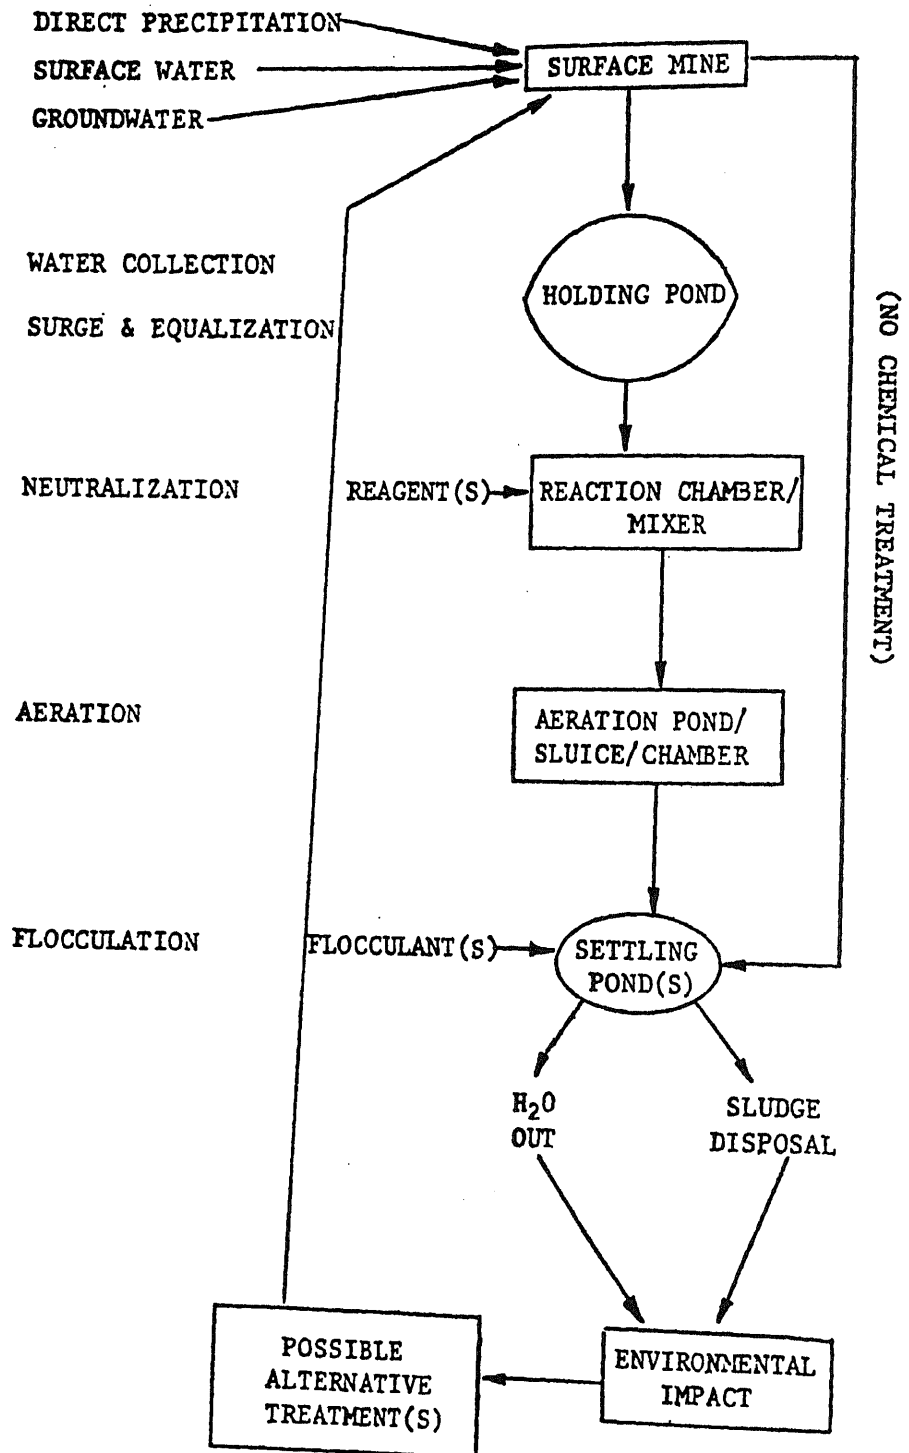 DIRECT PRECIPITATION
SURFACE WATER
GROUNDWATER
SURFACE MINE
WATER COLLECTION
SURGE & EQUALIZATION
HOLDING POND
(NO CHEMICAL TREATMENT)
NEUTRALIZATION
REAGENT(S)
REACTION CHAMBER/
MIXER
AERATION
AERATION POND/
SLUICE/CHAMBER
FLOCCULATION
FLOCCULANT(S)
SETTLING
POND(S)
H₂O
OUT
SLUDGE
DISPOSAL
POSSIBLE
ALTERNATIVE
TREATMENT(S)
ENVIRONMENTAL
IMPACT